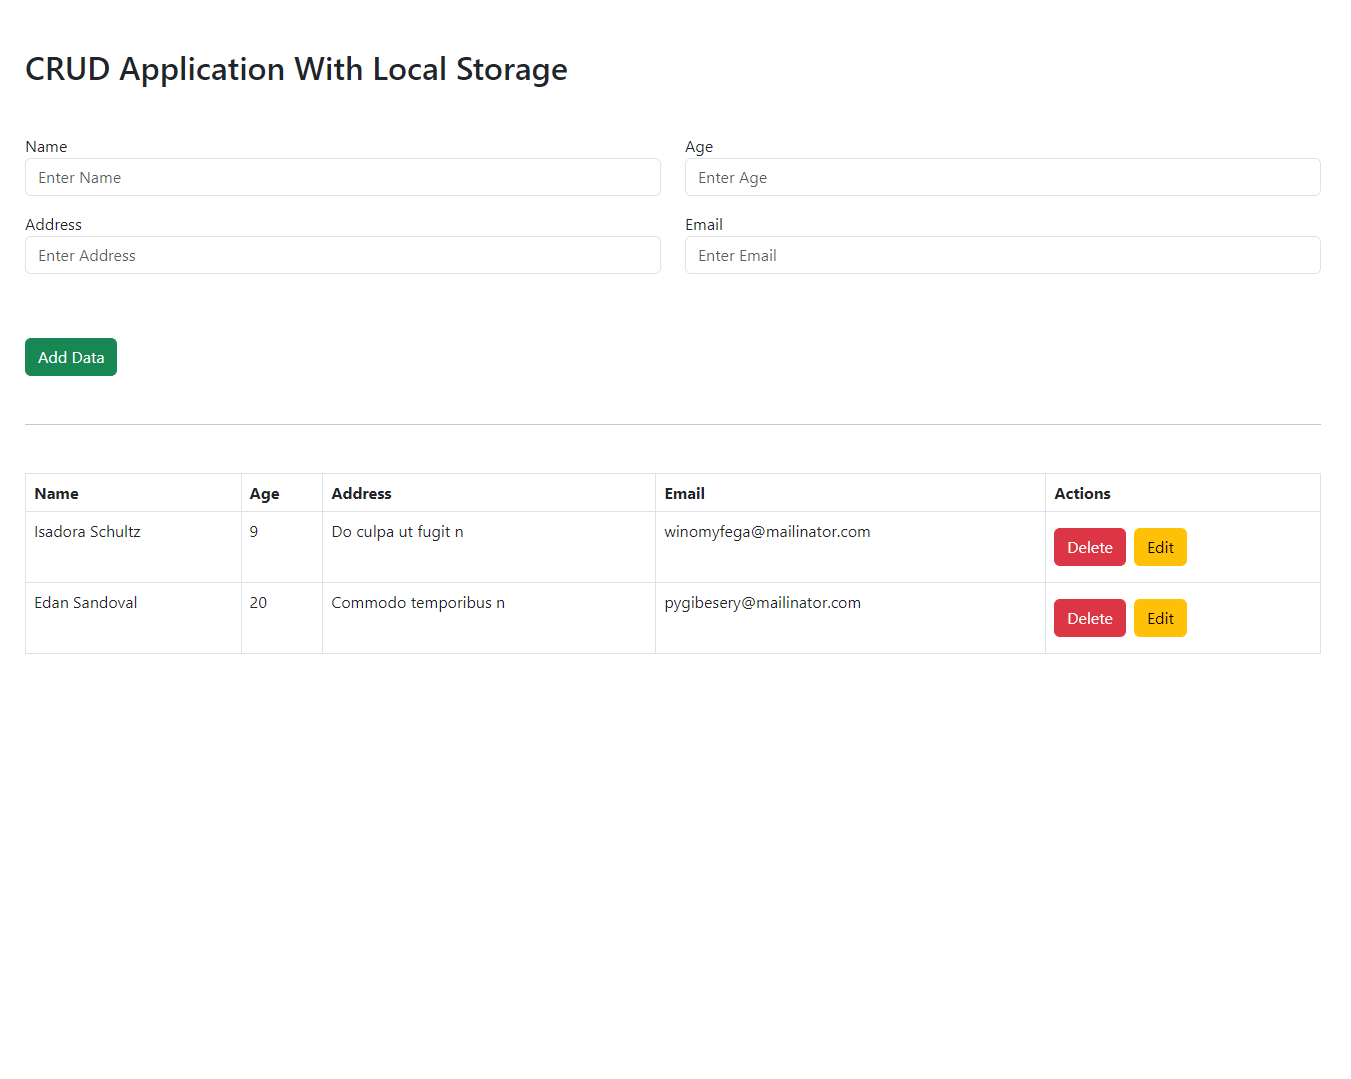 CRUD Application With Local Storage
Name Age
Enter Name Enter Age
Address Email
Enter Address Enter Email
Add Data
Name Age Address Email Actions
Isadora Schultz 9 Do culpa ut fugit n winomyfega@mailinator.com Delete Edit
Edan Sandoval 20 Commodo temporibus n pygibesery@mailinator.com Delete Edit